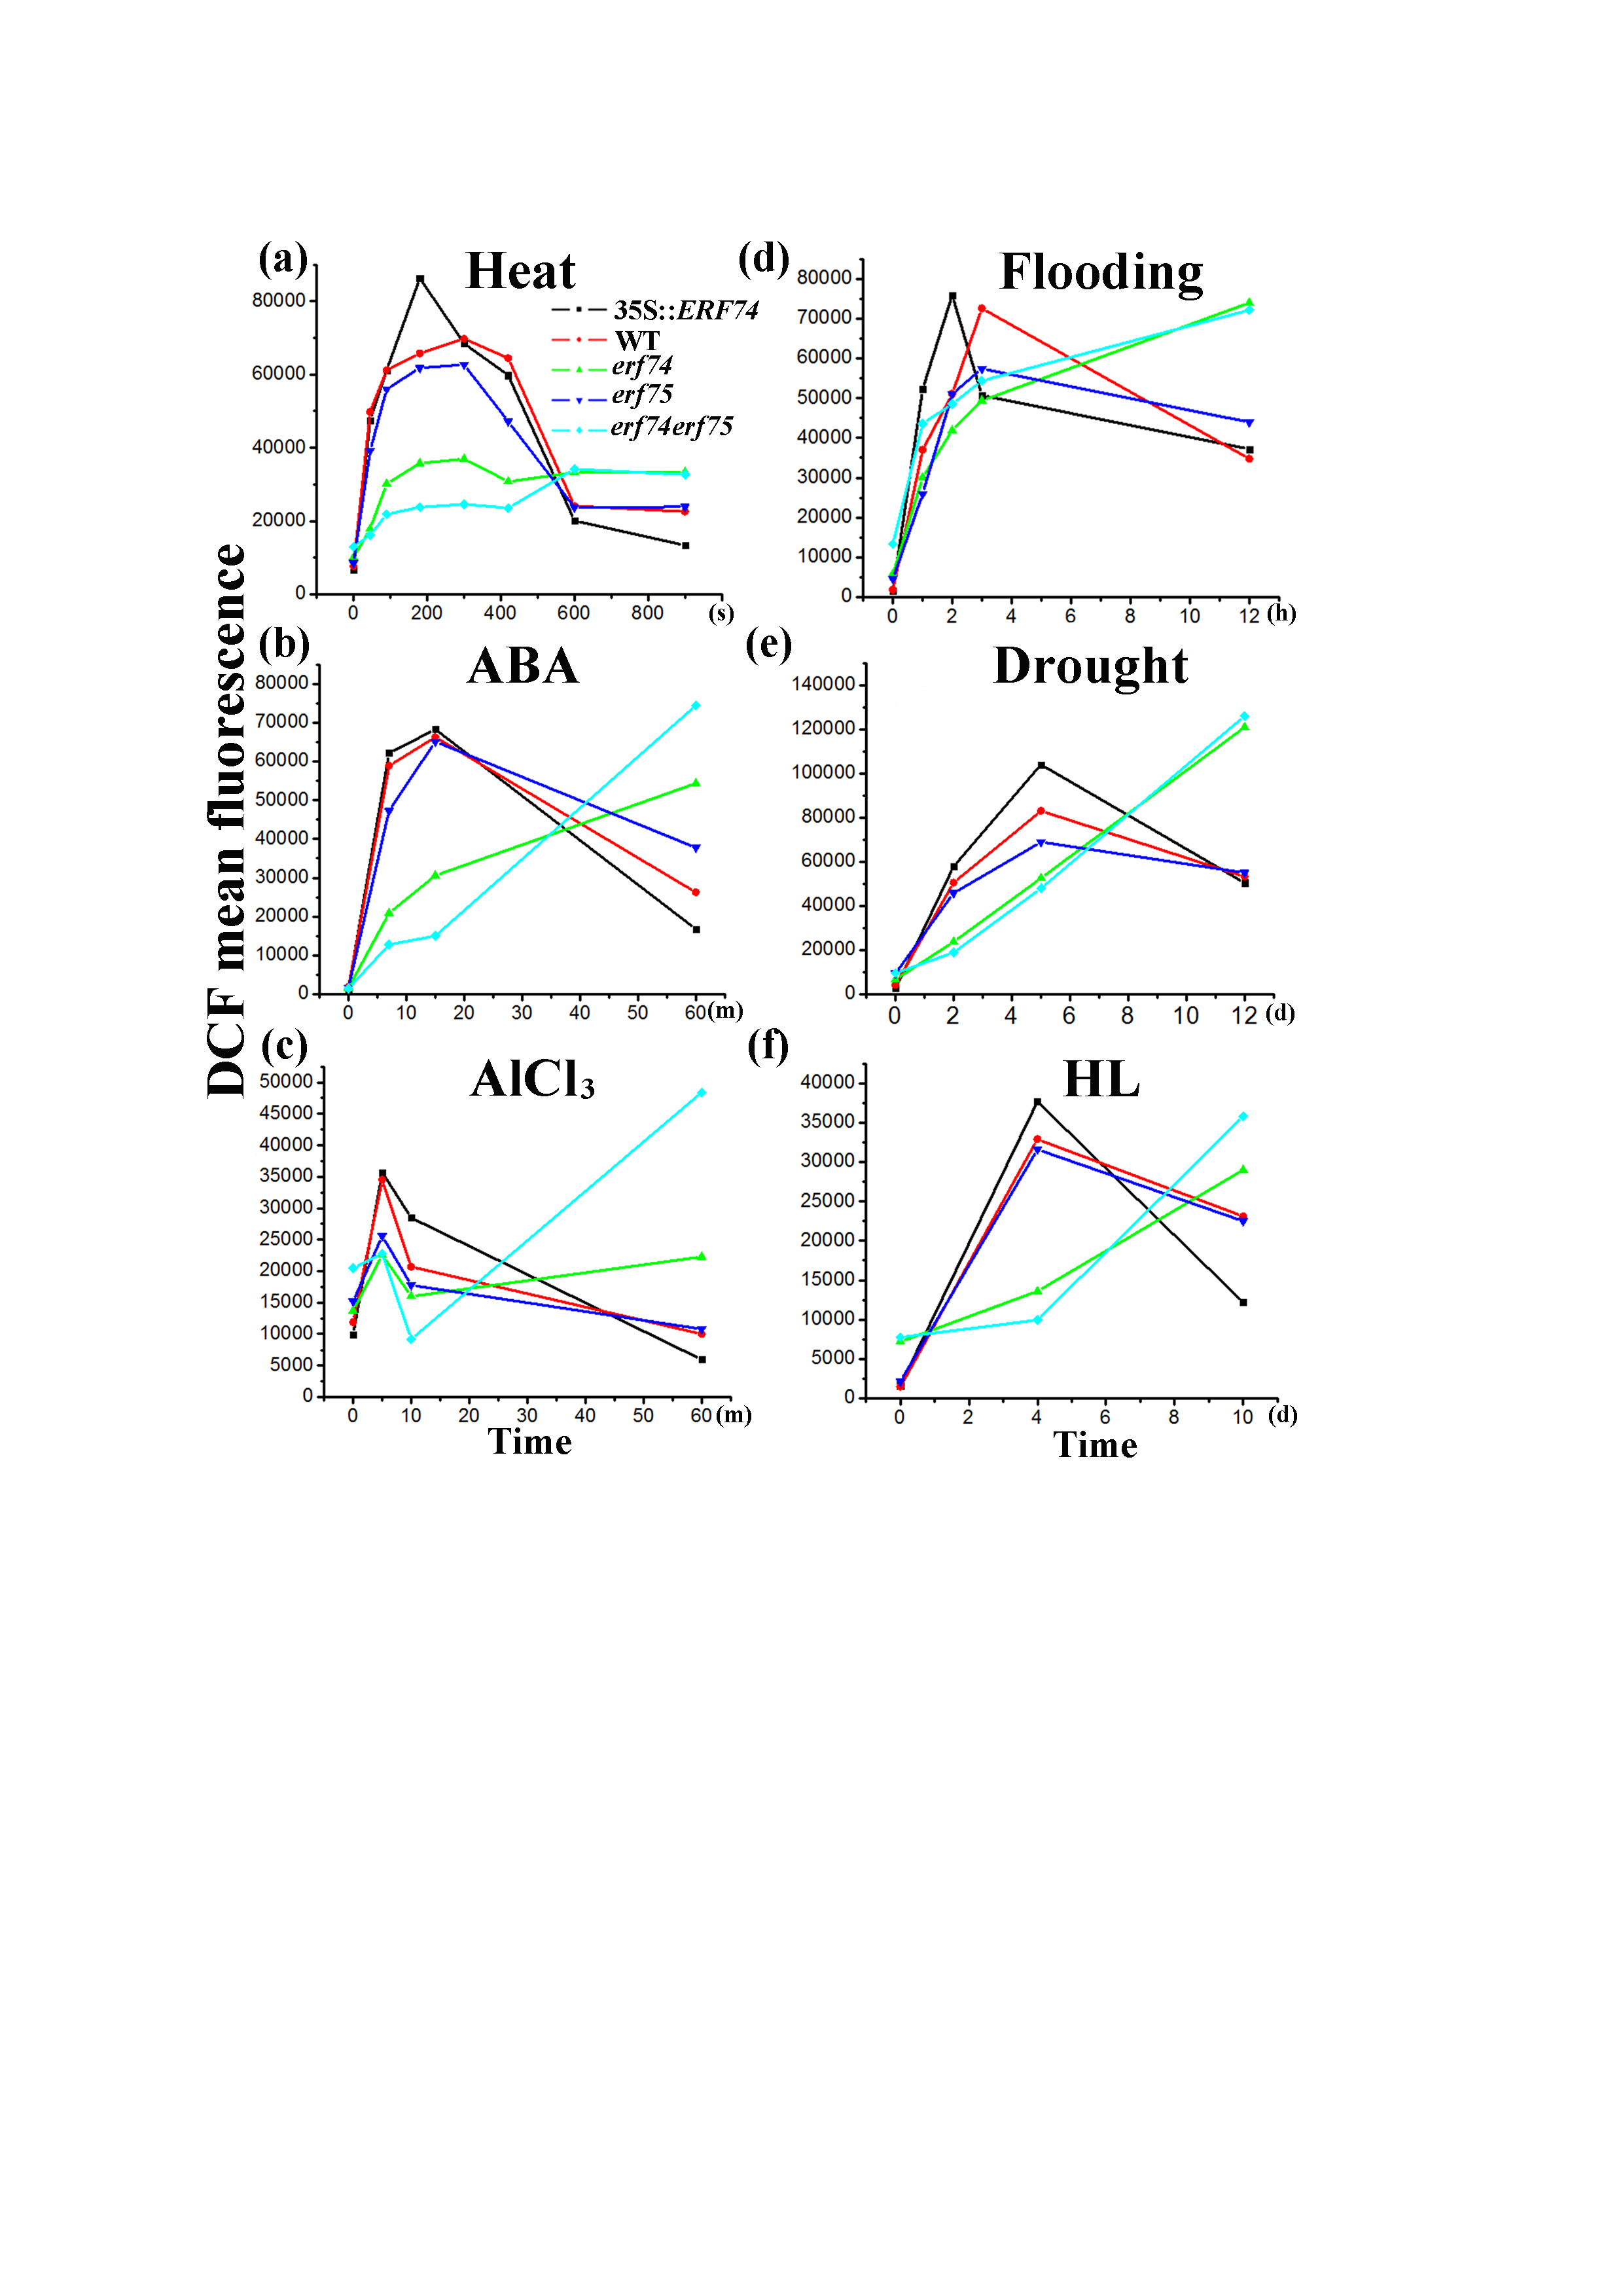 DCF mean fluorescence
(a) Heat
35S::ERF74
WT
erf74
erf75
erf74erf75
80000
60000
40000
20000
0
0 200 400 600 800 (s)
(b) ABA
80000
70000
60000
50000
40000
30000
20000
10000
0
0 10 20 30 40 50 60 (m)
(c) AlCl₃
50000
45000
40000
35000
30000
25000
20000
15000
10000
5000
0
0 10 20 30 40 50 60 (m)
Time
(d) Flooding
80000
70000
60000
50000
40000
30000
20000
10000
0
0 2 4 6 8 10 12 (h)
(e) Drought
140000
120000
100000
80000
60000
40000
20000
0
0 2 4 6 8 10 12 (d)
(f) HL
40000
35000
30000
25000
20000
15000
10000
5000
0
0 2 4 6 8 10 (d)
Time